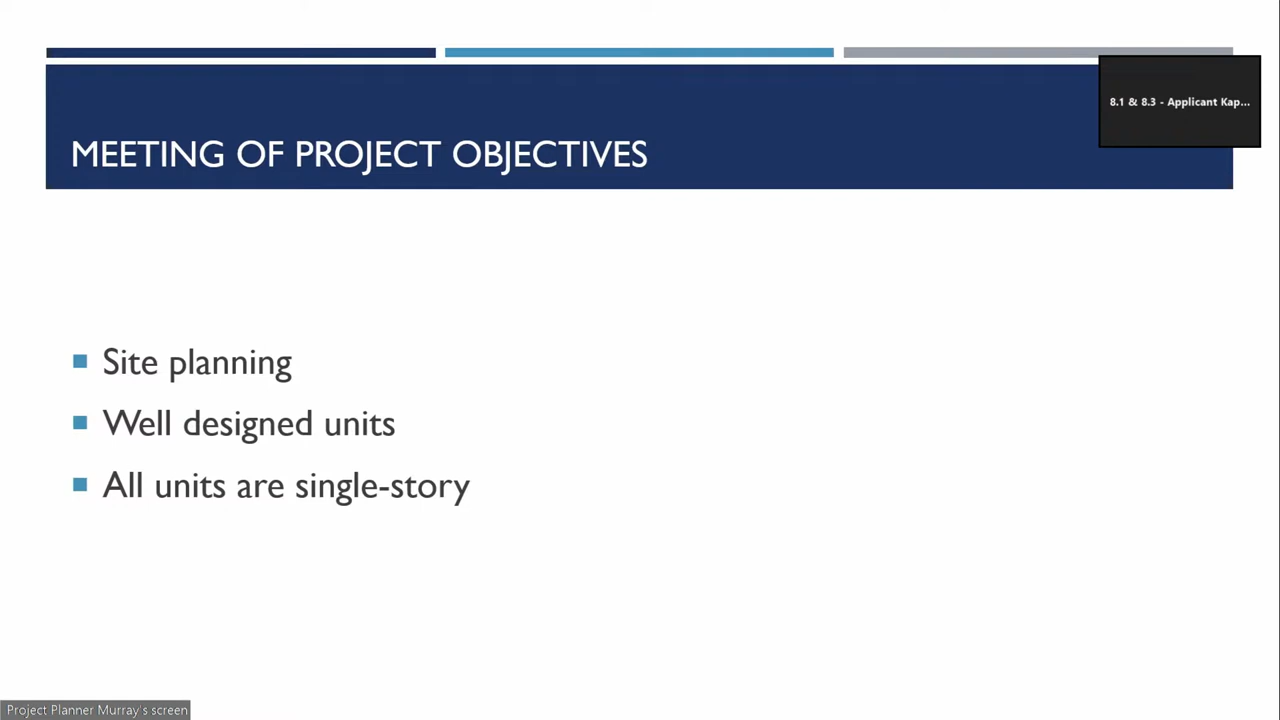 8.1 & 8.3 - Applicant Kap...
MEETING OF PROJECT OBJECTIVES
Site planning
Well designed units
All units are single-story
Project Planner Murray's screen